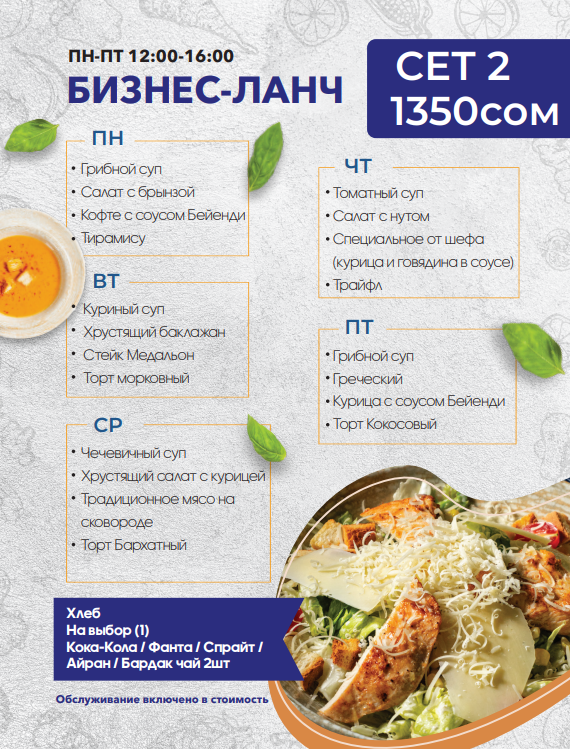 ПН-ПТ 12:00-16:00
БИЗНЕС-ЛАНЧ
СЕТ 2
1350сом
ПН
• Грибной суп
• Салат с брынзой
• Кофте с соусом Бейенди
• Тирамису
ВТ
• Куриный суп
• Хрустящий баклажан
• Стейк Медальон
• Торт морковный
СР
• Чечевичный суп
• Хрустящий салат с курицей
• Традиционное мясо на
сковороде
• Торт Бархатный
ЧТ
• Томатный суп
• Салат с нутом
• Специальное от шефа
(курица и говядина в соусе)
• Трайфл
ПТ
• Грибной суп
• Греческий
• Курица с соусом Бейенди
• Торт Кокосовый
Хлеб
На выбор (1)
Кока-Кола / Фанта / Спрайт /
Айран / Бардак чай 2шт
Обслуживание включено в стоимость